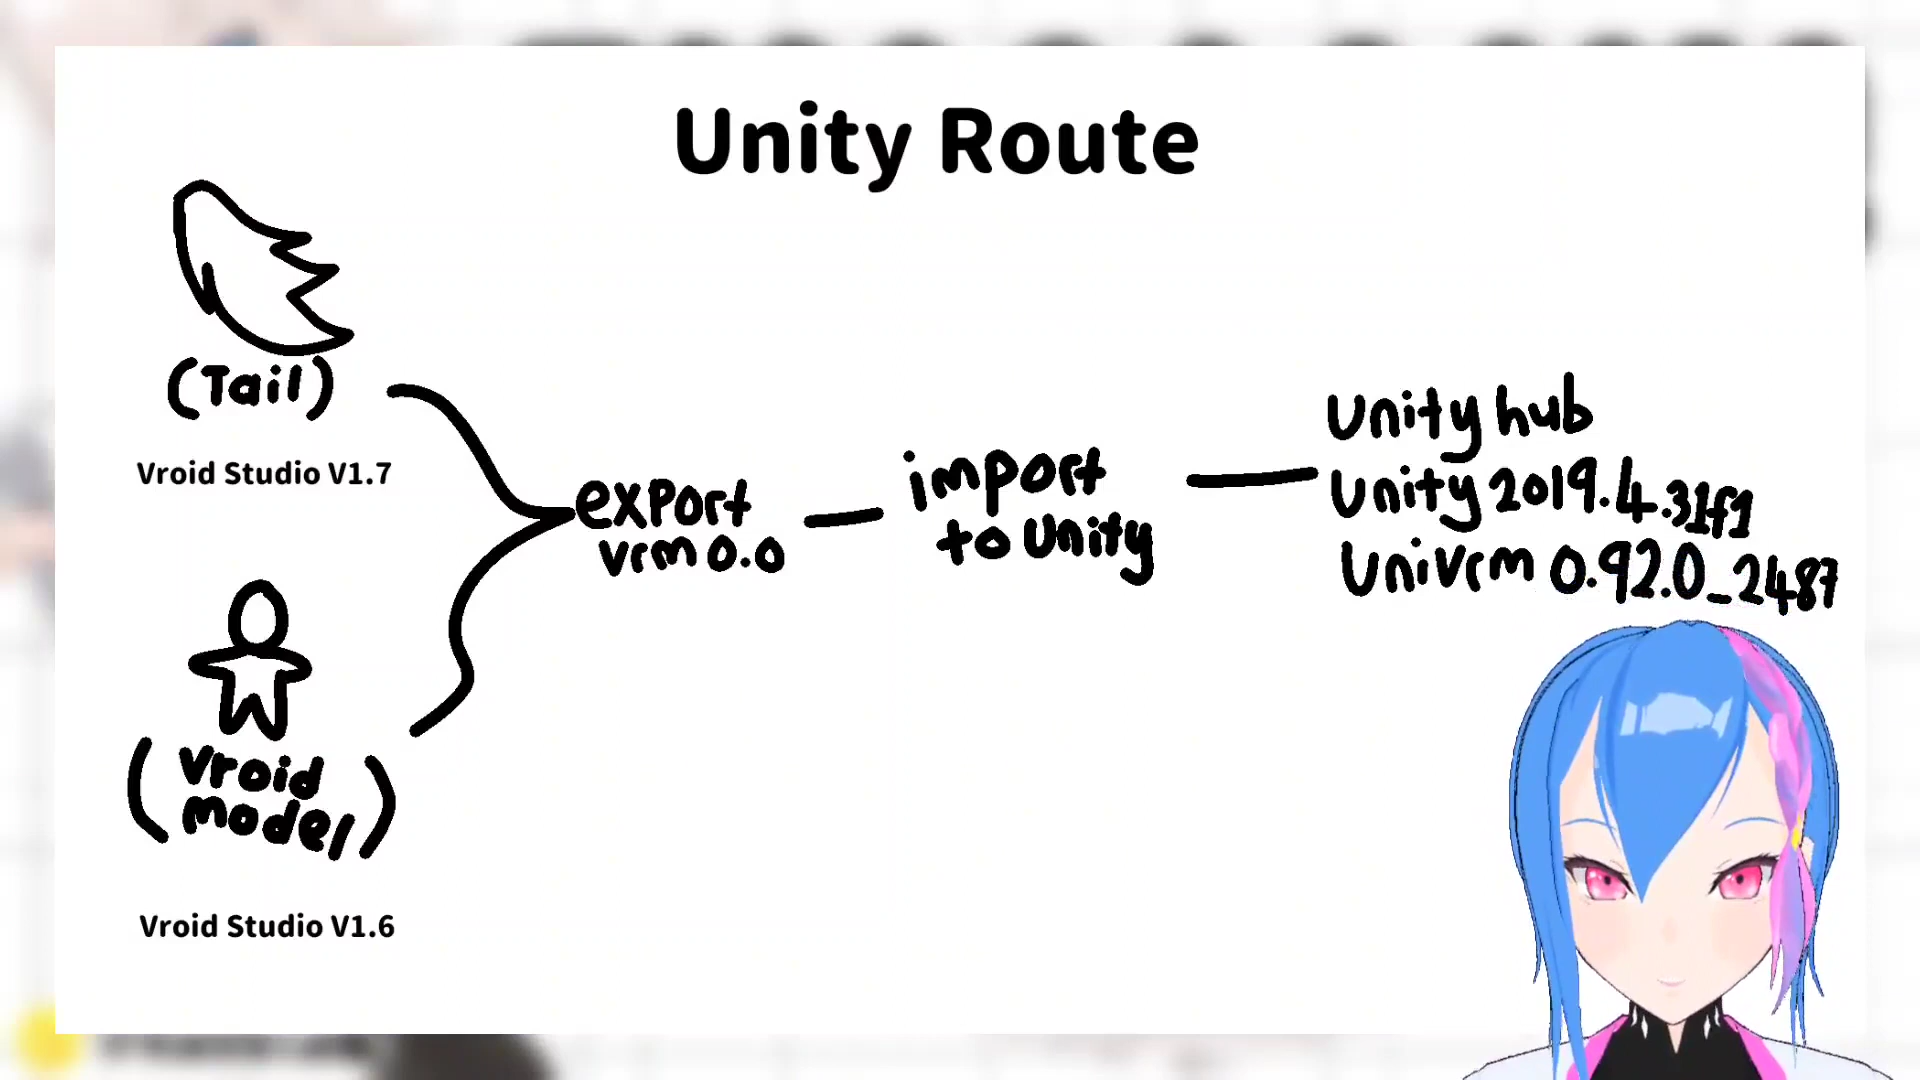 Unity Route
(Tail)
Vroid Studio V1.7
(Vroid
model)
Vroid Studio V1.6
export
vrm 0.0
import
to Unity
Unity hub
Unity 2019.4.31f1
Univrm 0.92.0_2487